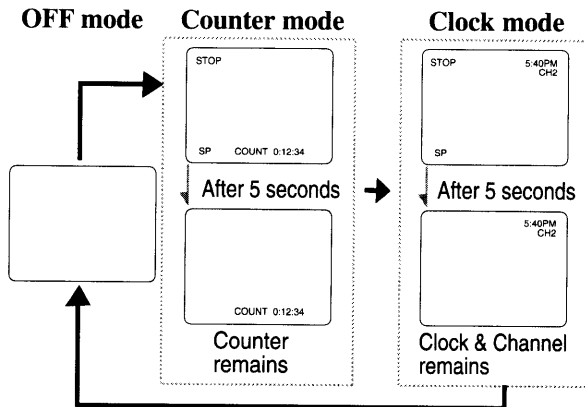 OFF mode
Counter mode
Clock mode
STOP
SP COUNT 0:12:34
After 5 seconds
COUNT 0:12:34
Counter
remains
STOP 5:40PM
CH2
SP
After 5 seconds
5:40PM
CH2
Clock & Channel
remains